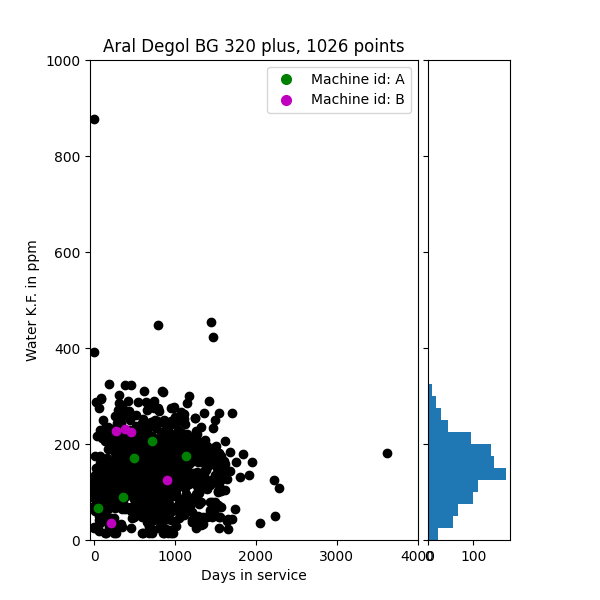 Aral Degol BG 320 plus, 1026 points
Machine id: A
Machine id: B
Water K.F. in ppm
1000
800
600
400
200
0
0 1000 2000 3000 4000
0 100
Days in service